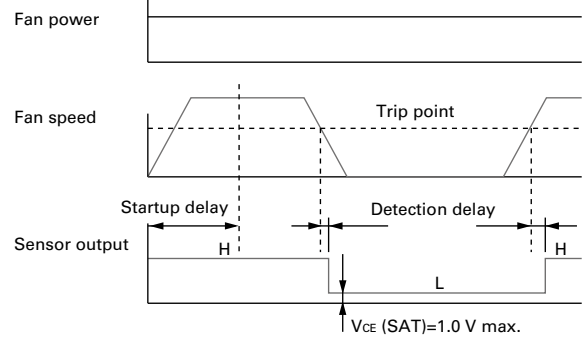 Fan power
Fan speed
Trip point
Startup delay
Detection delay
Sensor output
H
H
L
VCE (SAT)=1.0 V max.